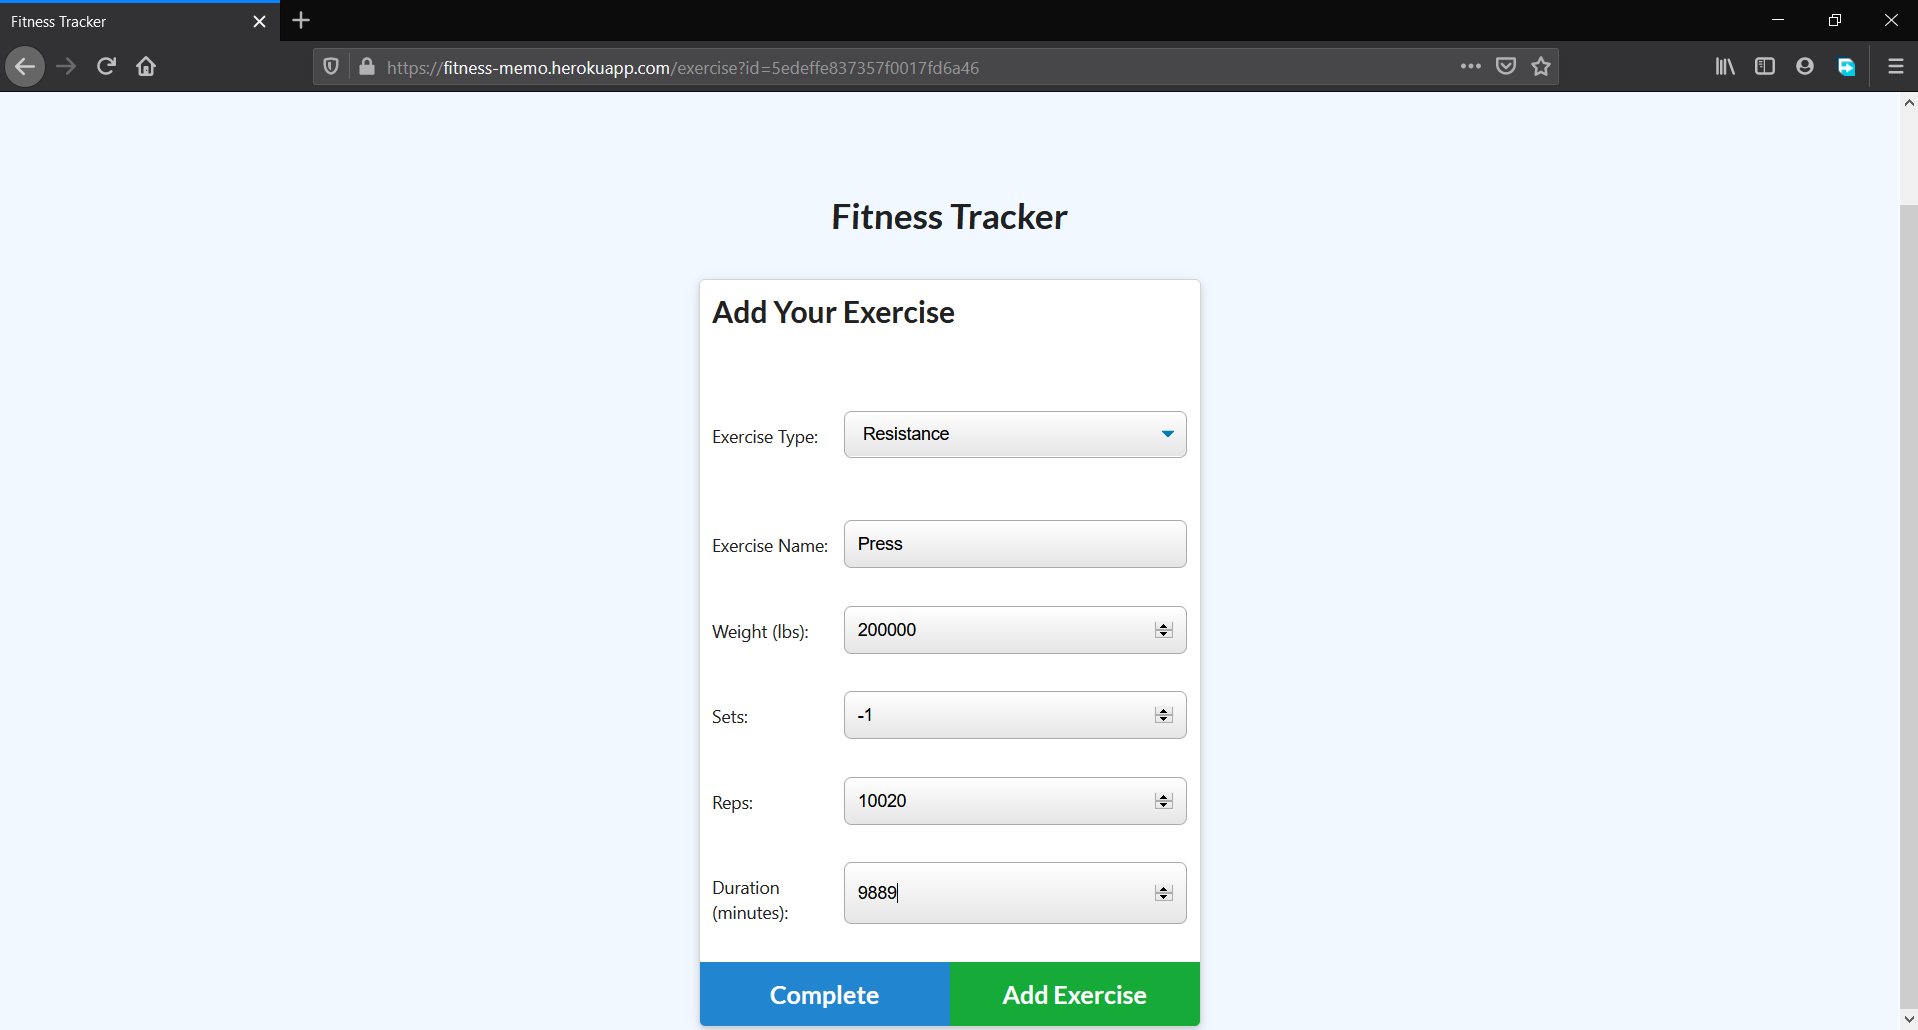 Fitness Tracker
https://fitness-memo.herokuapp.com/exercise?id=5edeffe837357f0017fd6a46
Fitness Tracker
Add Your Exercise
Exercise Type: Resistance
Exercise Name: Press
Weight (lbs): 200000
Sets: -1
Reps: 10020
Duration (minutes): 9889
Complete Add Exercise